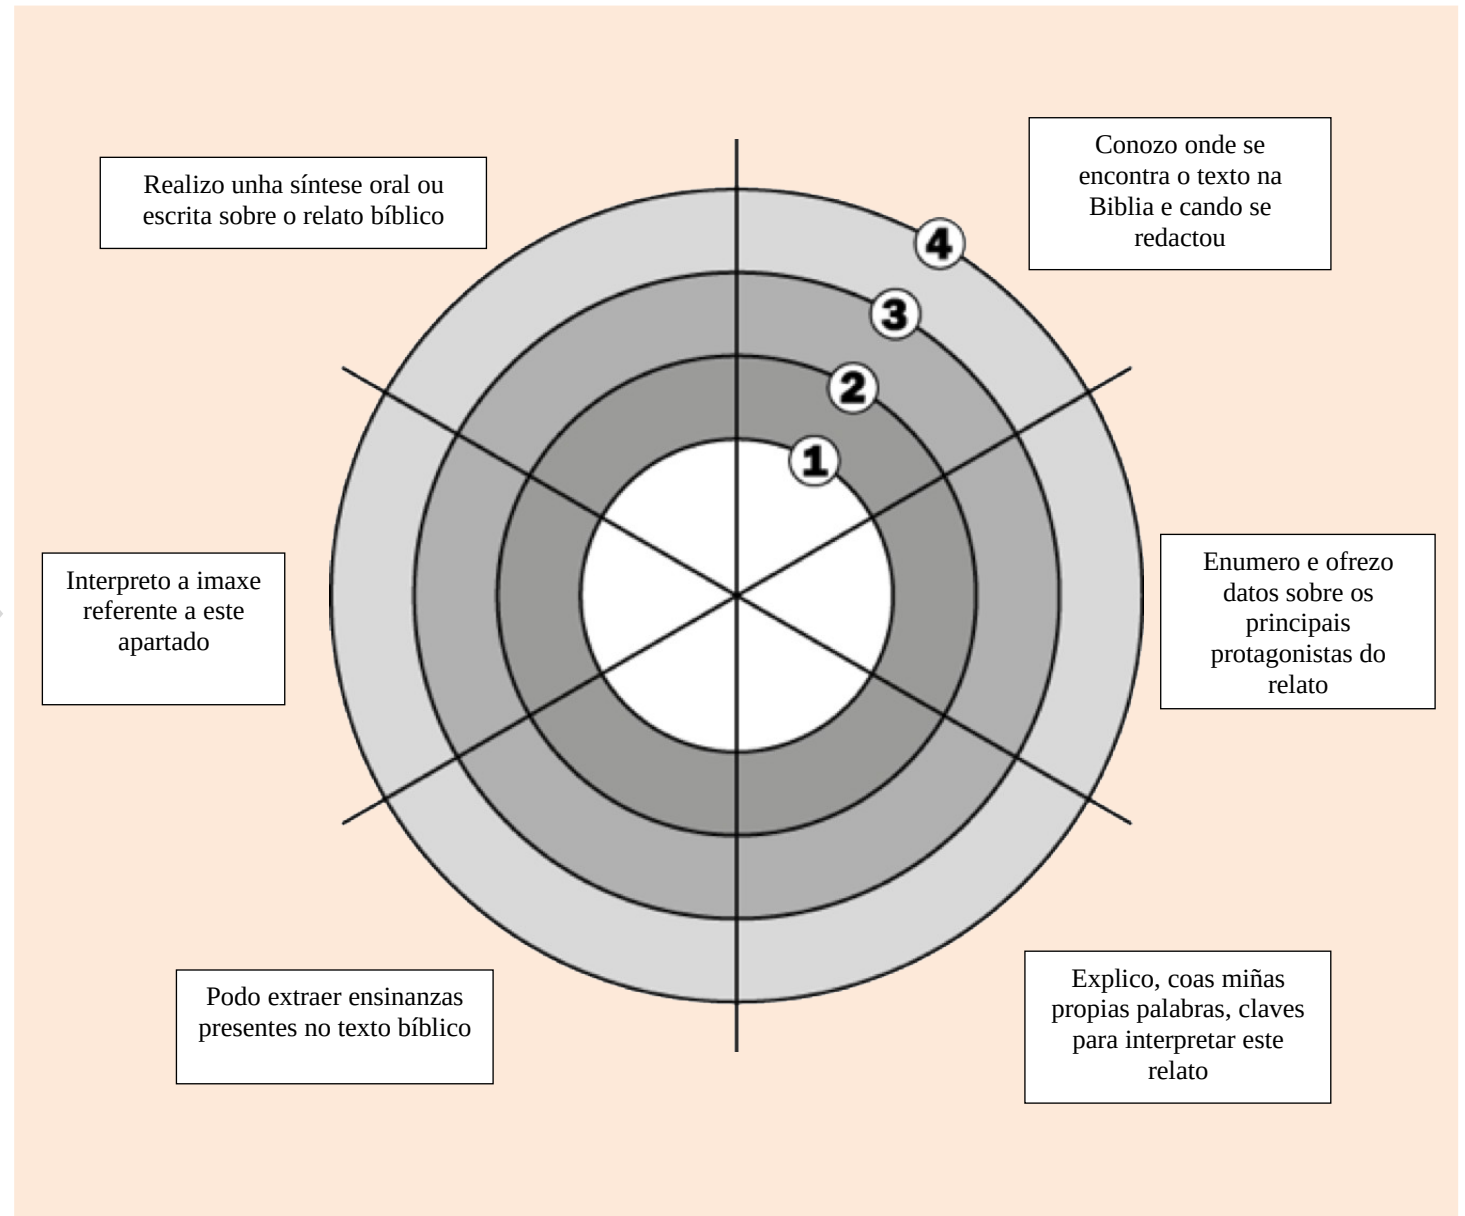 Realizo unha síntese oral ou
escrita sobre o relato bíblico
Conozo onde se
encontra o texto na
Biblia e cando se
redactou
4
3
2
1
Interpreto a imaxe
referente a este
apartado
Enumero e ofrezo
datos sobre os
principais
protagonistas do
relato
Podo extraer ensinanzas
presentes no texto bíblico
Explico, coas miñas
propias palabras, claves
para interpretar este
relato